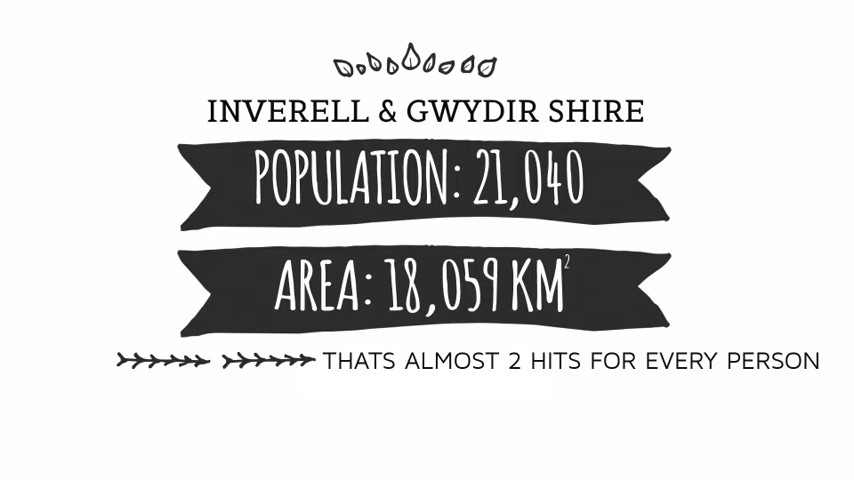 INVERELL & GWYDIR SHIRE
POPULATION: 21,040
AREA: 18,059 KM²
THATS ALMOST 2 HITS FOR EVERY PERSON